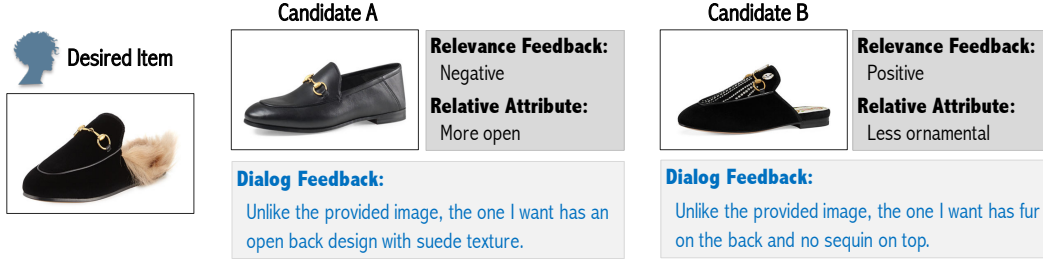 Desired Item
Candidate A
Relevance Feedback:
Negative
Relative Attribute:
More open
Dialog Feedback:
Unlike the provided image, the one I want has an
open back design with suede texture.
Candidate B
Relevance Feedback:
Positive
Relative Attribute:
Less ornamental
Dialog Feedback:
Unlike the provided image, the one I want has fur
on the back and no sequin on top.